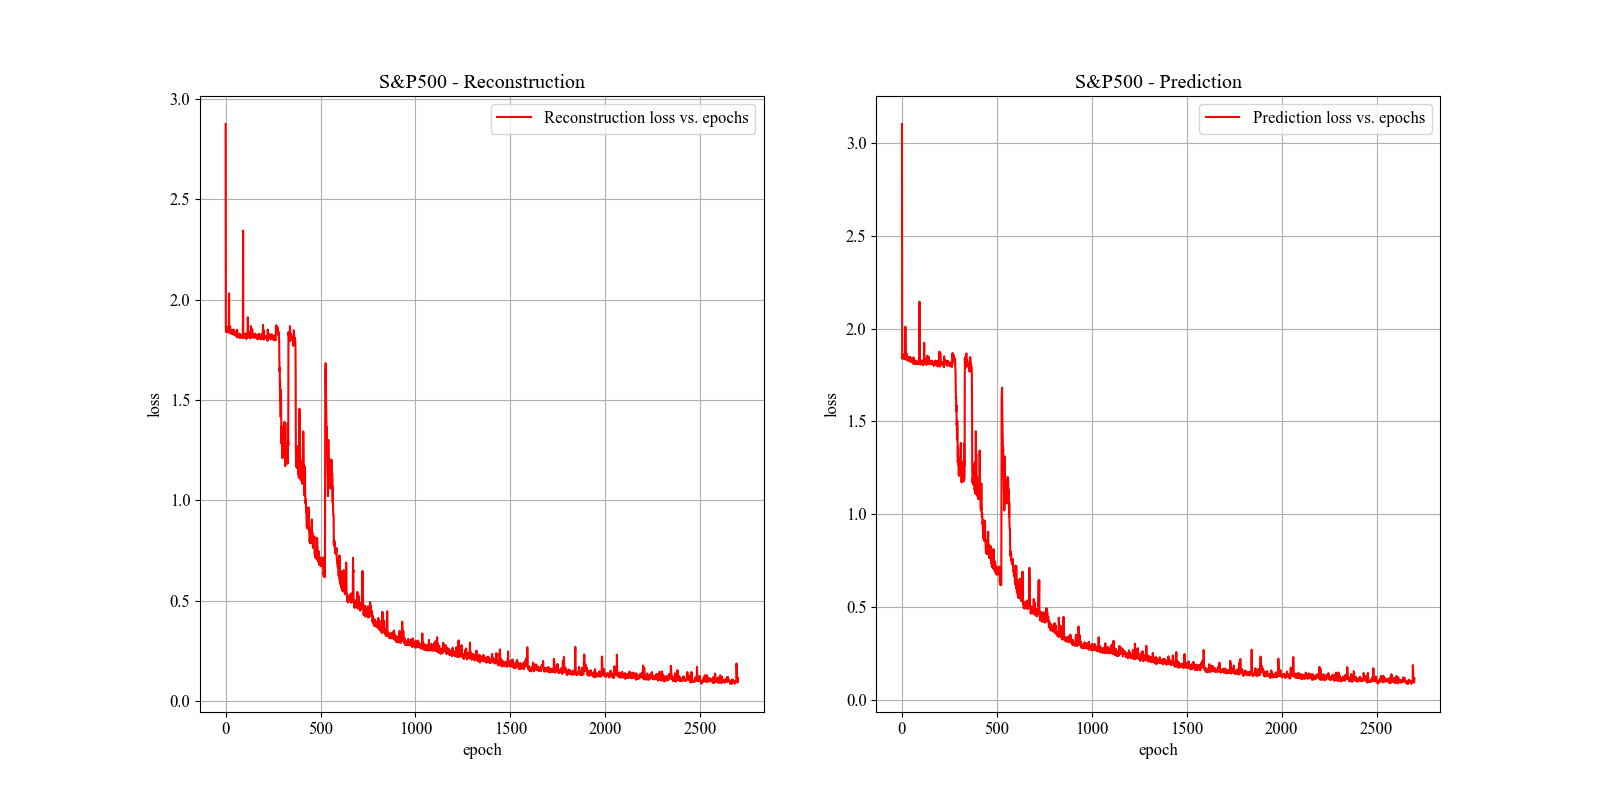 S&P500 - Reconstruction
Reconstruction loss vs. epochs
3.0
2.5
2.0
1.5
1.0
0.5
0.0
loss
0 500 1000 1500 2000 2500
epoch
S&P500 - Prediction
Prediction loss vs. epochs
3.0
2.5
2.0
1.5
1.0
0.5
0.0
loss
0 500 1000 1500 2000 2500
epoch